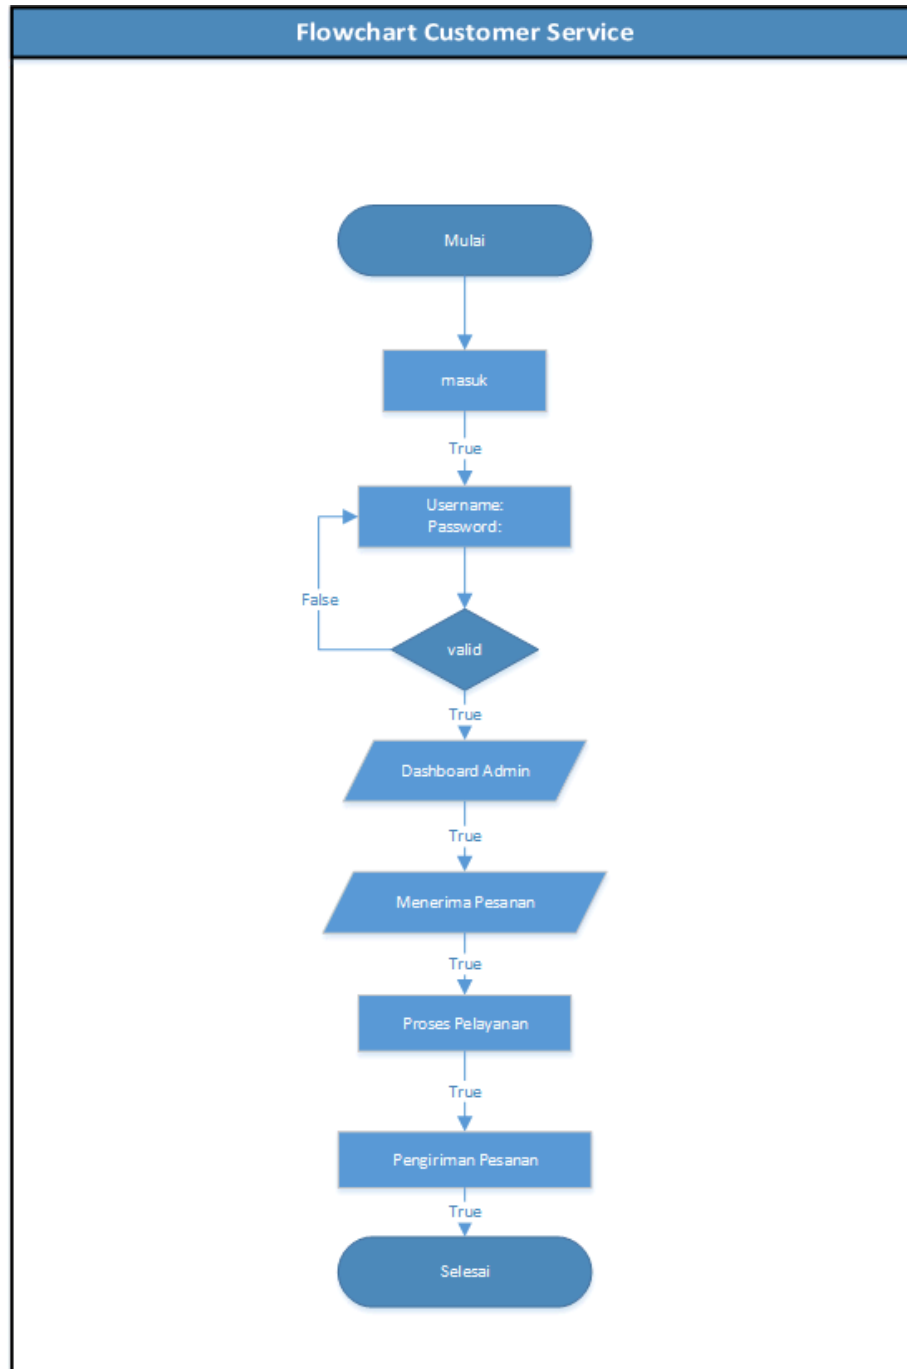 Flowchart Customer Service
Mulai
masuk
True
Username:
Password:
False
valid
True
Dashboard Admin
True
Menerima Pesanan
True
Proses Pelayanan
True
Pengiriman Pesanan
True
Selesai